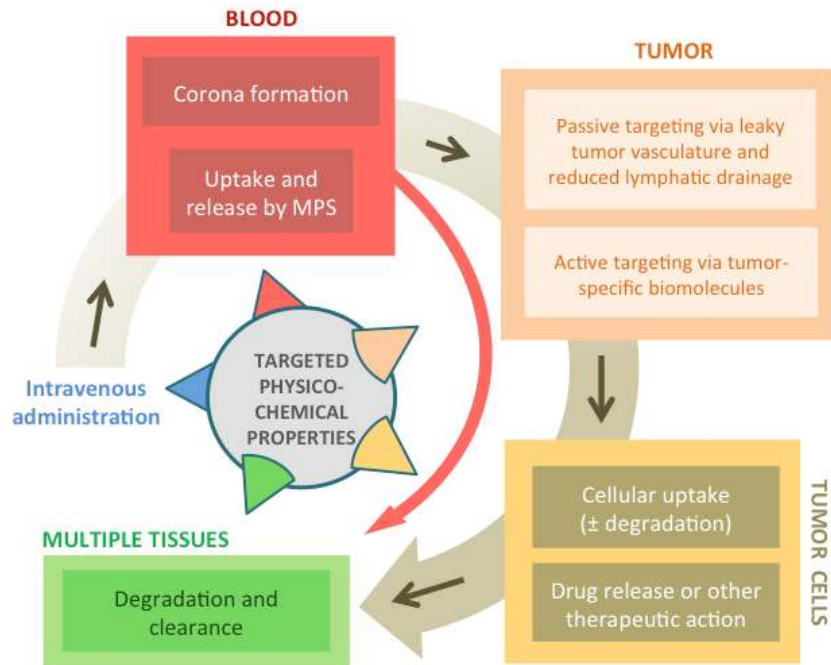 BLOOD
Corona formation
Uptake and
release by MPS
TUMOR
Passive targeting via leaky
tumor vasculature and
reduced lymphatic drainage
Active targeting via tumor-
specific biomolecules
Intravenous
administration
TARGETED
PHYSICO-
CHEMICAL
PROPERTIES
TUMOR CELLS
Cellular uptake
(± degradation)
Drug release or other
therapeutic action
MULTIPLE TISSUES
Degradation and
clearance